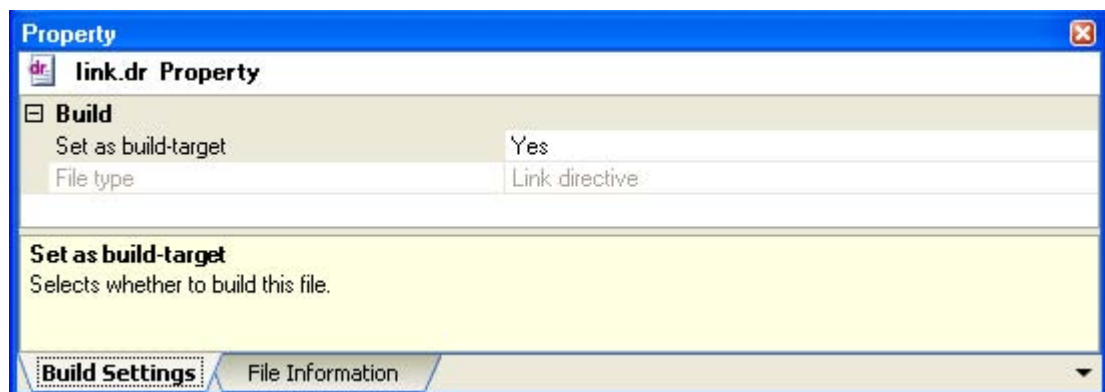 Property
dr link.dr Property
Build
Set as build-target Yes
File type Link directive
Set as build-target
Selects whether to build this file.
Build Settings File Information